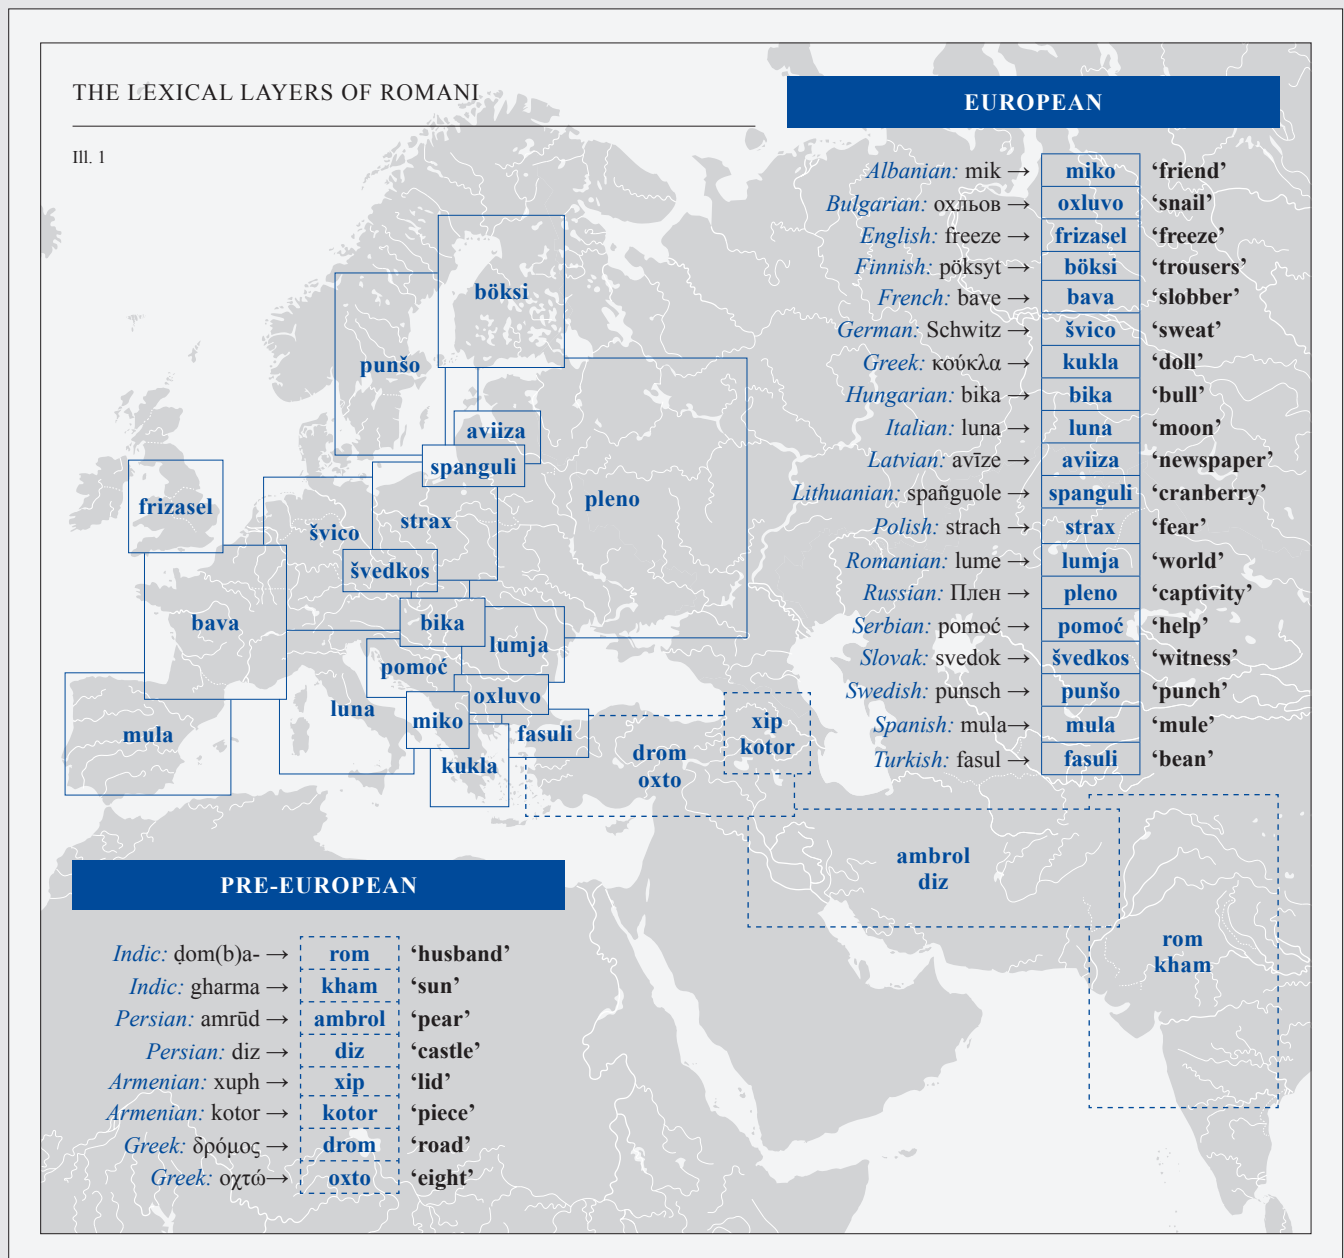 THE LEXICAL LAYERS OF ROMANI
Ill. 1
EUROPEAN
Albanian: mik → miko ‘friend’
Bulgarian: охльов → oxluvo ‘snail’
English: freeze → frizasel ‘freeze’
Finnish: pöksyt → böksi ‘trousers’
French: bave → bava ‘slobber’
German: Schwitz → švico ‘sweat’
Greek: κούκλα → kukla ‘doll’
Hungarian: bika → bika ‘bull’
Italian: luna → luna ‘moon’
Latvian: avīze → aviiza ‘newspaper’
Lithuanian: spañguole → spanguli ‘cranberry’
Polish: strach → strax ‘fear’
Romanian: lume → lumja ‘world’
Russian: Плен → pleno ‘captivity’
Serbian: pomoć → pomoć ‘help’
Slovak: svedok → švedkos ‘witness’
Swedish: punsch → punšo ‘punch’
Spanish: mula→ mula ‘mule’
Turkish: fasul → fasuli ‘bean’
böksi
punšo
aviiza
spanguli
frizasel
pleno
strax
švico
švedkos
bava
bika
lumja
pomoć
oxluvo
luna
miko
mula
fasuli
kukla
xip
kotor
drom
oxto
ambrol
diz
rom
kham
PRE-EUROPEAN
Indic: ḍom(b)a- → rom ‘husband’
Indic: gharma → kham ‘sun’
Persian: amrūd → ambrol ‘pear’
Persian: diz → diz ‘castle’
Armenian: xuph → xip ‘lid’
Armenian: kotor → kotor ‘piece’
Greek: δρόμος → drom ‘road’
Greek: οχτώ→ oxto ‘eight’